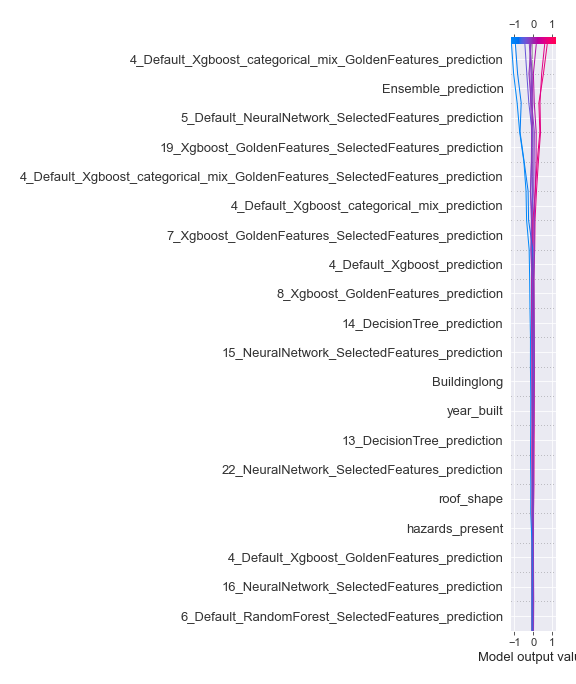 −1 0 1
4_Default_Xgboost_categorical_mix_GoldenFeatures_prediction
Ensemble_prediction
5_Default_NeuralNetwork_SelectedFeatures_prediction
19_Xgboost_GoldenFeatures_SelectedFeatures_prediction
4_Default_Xgboost_categorical_mix_GoldenFeatures_SelectedFeatures_prediction
4_Default_Xgboost_categorical_mix_prediction
7_Xgboost_GoldenFeatures_SelectedFeatures_prediction
4_Default_Xgboost_prediction
8_Xgboost_GoldenFeatures_prediction
14_DecisionTree_prediction
15_NeuralNetwork_SelectedFeatures_prediction
Buildinglong
year_built
13_DecisionTree_prediction
22_NeuralNetwork_SelectedFeatures_prediction
roof_shape
hazards_present
4_Default_Xgboost_GoldenFeatures_prediction
16_NeuralNetwork_SelectedFeatures_prediction
6_Default_RandomForest_SelectedFeatures_prediction
−1 0 1
Model output valu